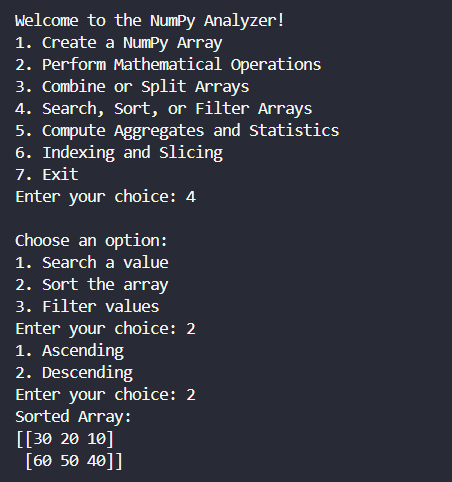 Welcome to the NumPy Analyzer!
1. Create a NumPy Array
2. Perform Mathematical Operations
3. Combine or Split Arrays
4. Search, Sort, or Filter Arrays
5. Compute Aggregates and Statistics
6. Indexing and Slicing
7. Exit
Enter your choice: 4

Choose an option:
1. Search a value
2. Sort the array
3. Filter values
Enter your choice: 2
1. Ascending
2. Descending
Enter your choice: 2
Sorted Array:
[[30 20 10]
 [60 50 40]]